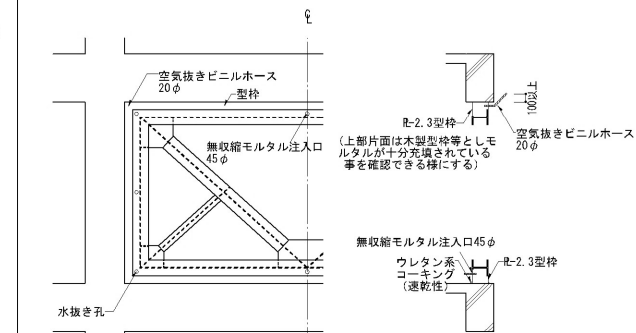 ℄
空気抜きビニルホース
20φ
型枠
無収縮モルタル注入口
45φ
水抜き孔
100以上
PL-2.3型枠
空気抜きビニルホース
20φ
(上部片面は木製型枠等としモ
ルタルが十分充填されている
事を確認できる様にする)
無収縮モルタル注入口45φ
ウレタン系
コーキング
(速乾性)
PL-2.3型枠